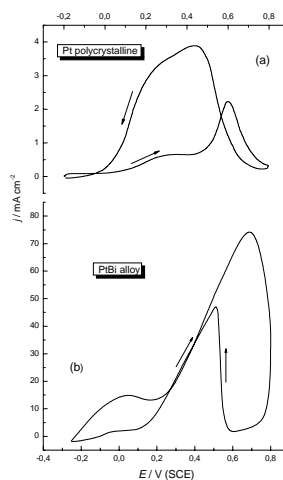 -0,2 0,0 0,2 0,4 0,6 0,8
4
Pt polycrystalline
(a)
3
2
1
0
j / mA cm-2
80
70
PtBi alloy
60
50
40
30
(b)
20
10
0
-0,4 -0,2 0,0 0,2 0,4 0,6 0,8
E / V (SCE)